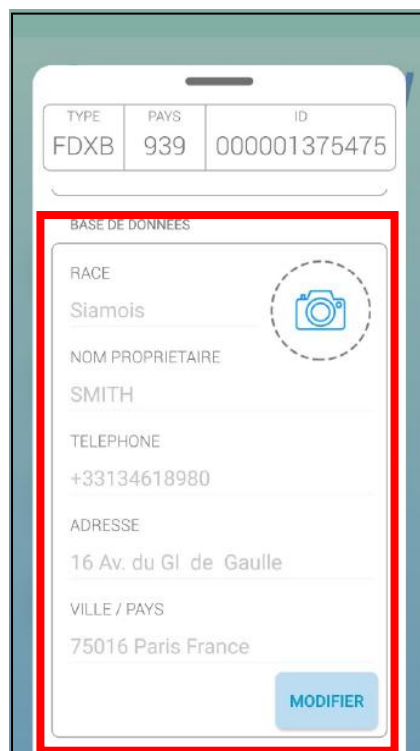 TYPE PAYS ID
FDXB 939 000001375475
BASE DE DONNEES
RACE
Siamois
NOM PROPRIETAIRE
SMITH
TELEPHONE
+33134618980
ADRESSE
16 Av. du Gl de Gaulle
VILLE / PAYS
75016 Paris France
MODIFIER